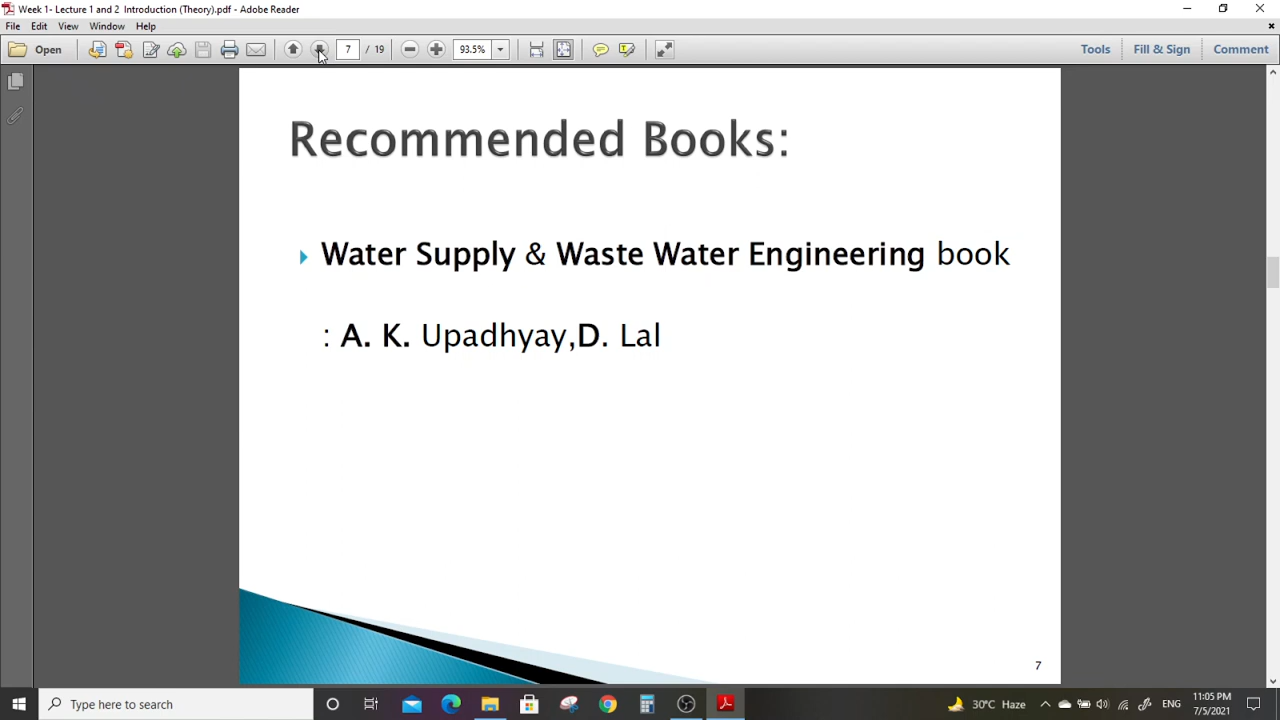 Week 1- Lecture 1 and 2 Introduction (Theory).pdf - Adobe Reader
File Edit View Window Help
Open 7 / 19 93.5% Tools Fill & Sign Comment
Recommended Books:
Water Supply & Waste Water Engineering book
: A. K. Upadhyay,D. Lal
7
Type here to search 30°C Haze ENG 11:05 PM
7/5/2021